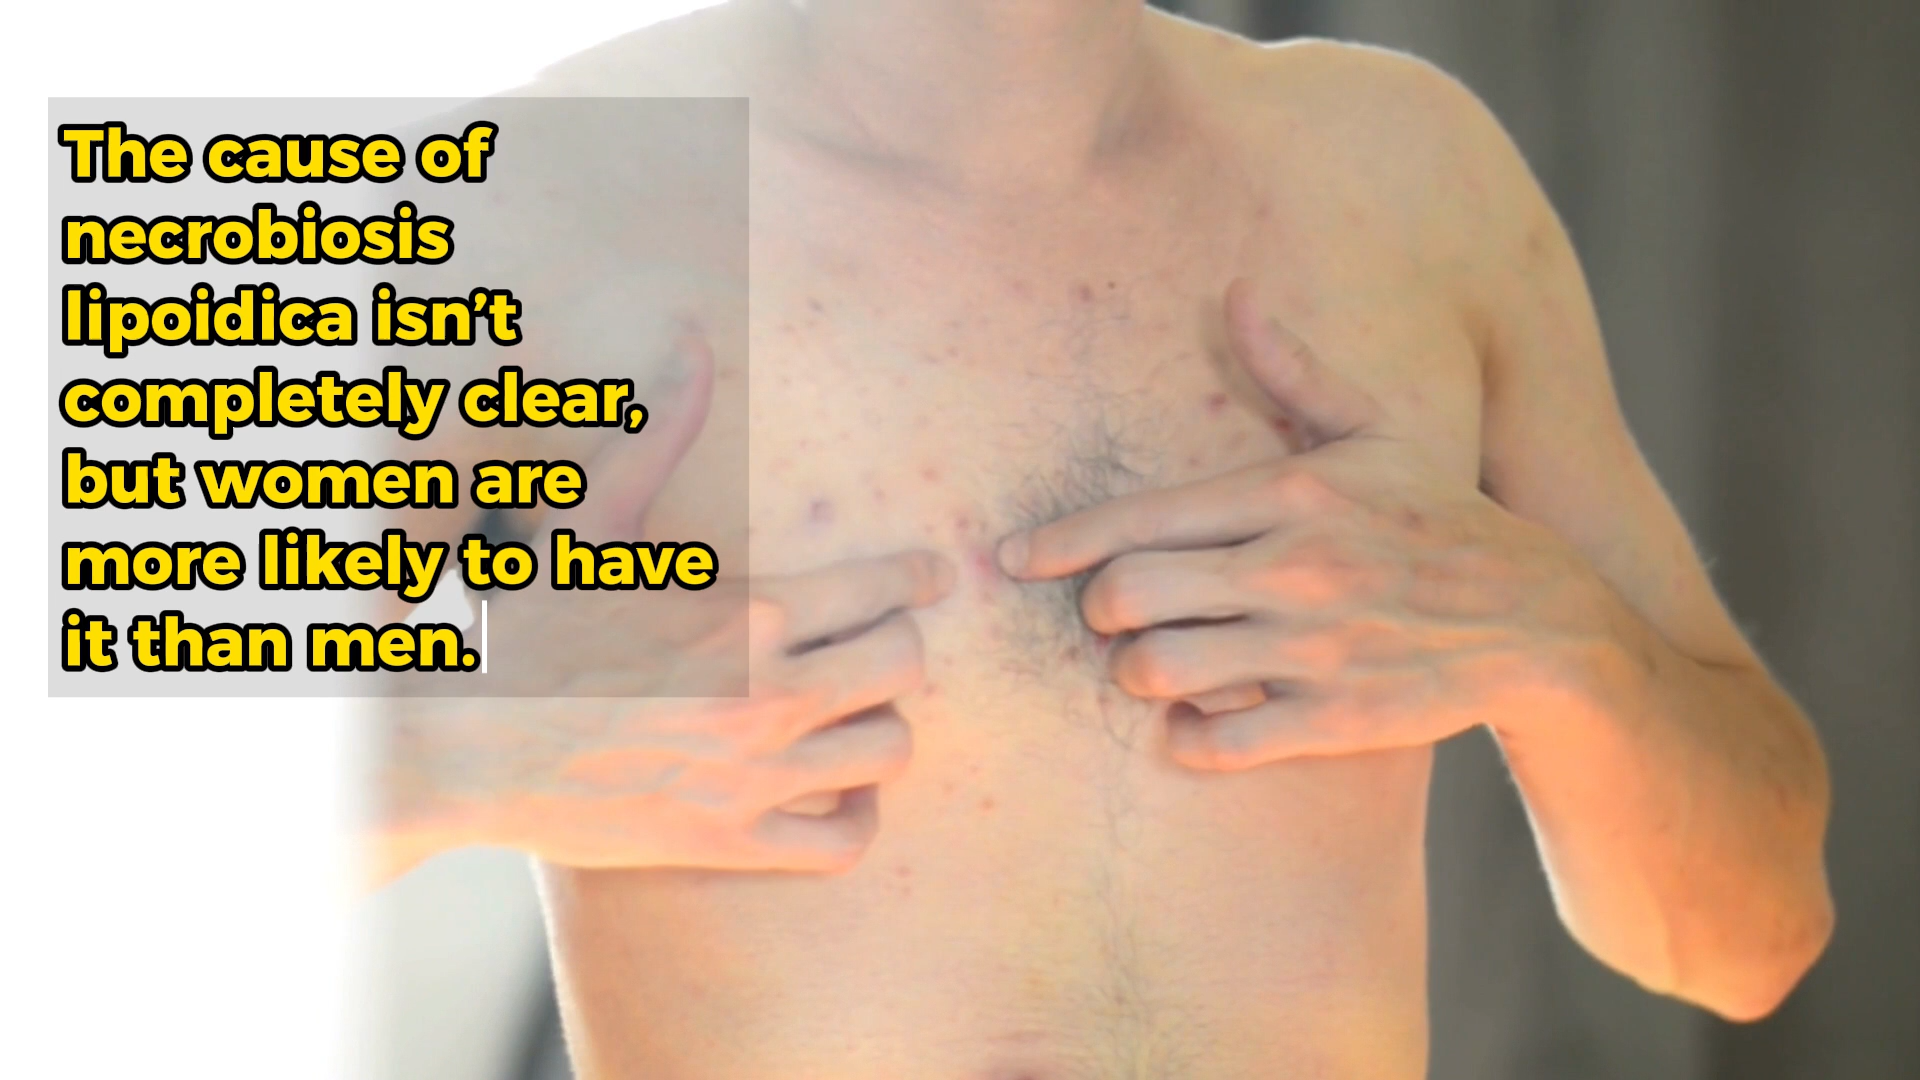 The cause of
necrobiosis
lipoidica isn’t
completely clear,
but women are
more likely to have
it than men.